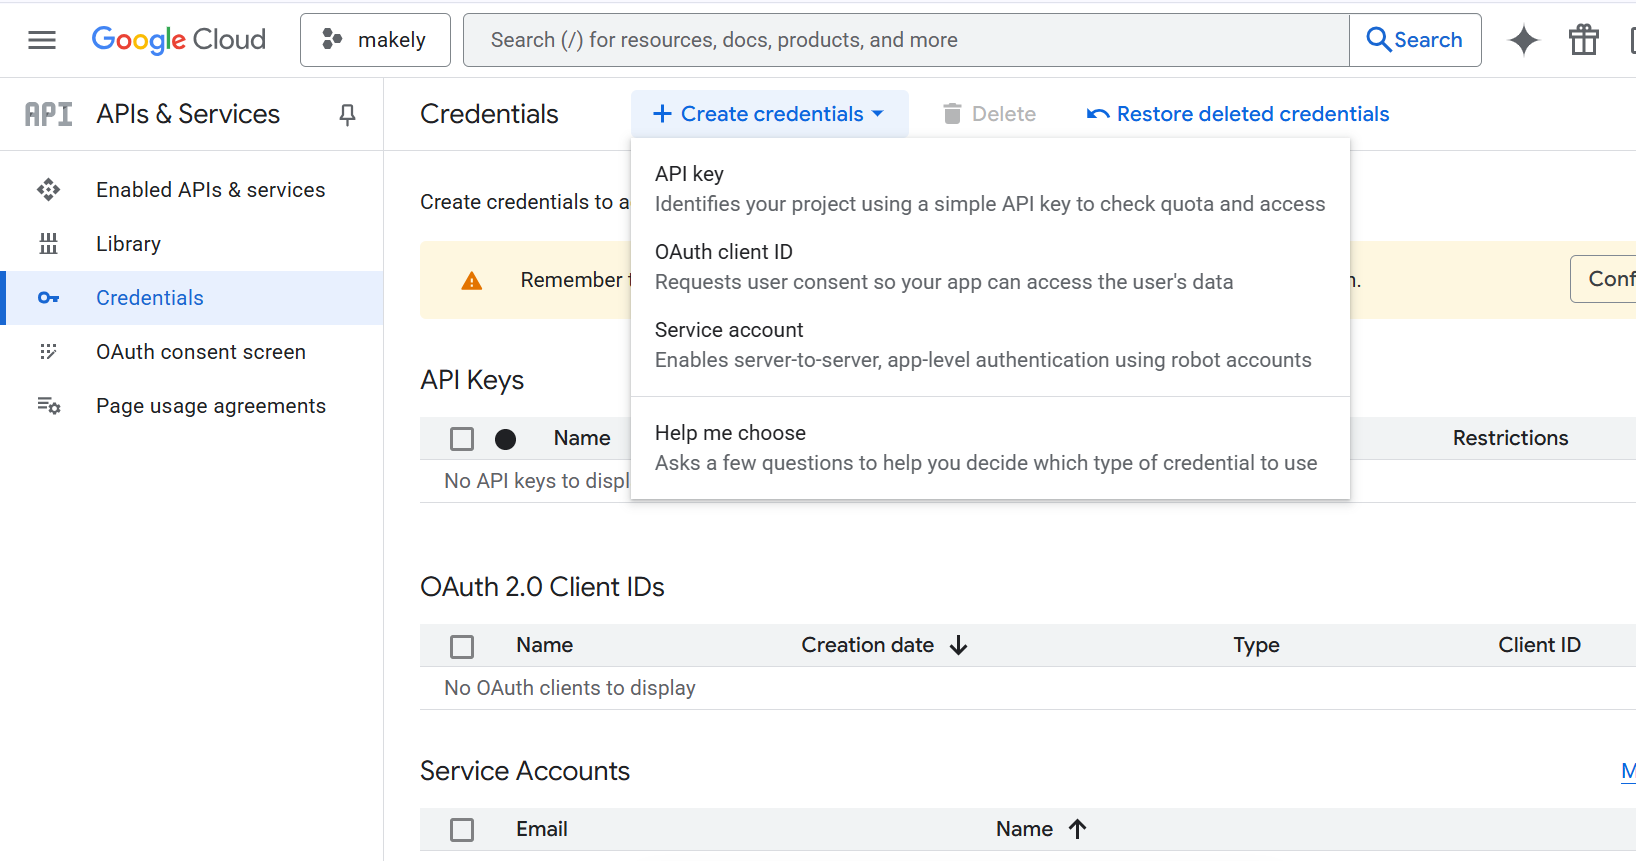 Google Cloud
makely
Search (/) for resources, docs, products, and more
Search
API
APIs & Services
Credentials
Create credentials
Delete
Restore deleted credentials
Enabled APIs & services
Library
Credentials
OAuth consent screen
Page usage agreements
Create credentials to a
API key
Identifies your project using a simple API key to check quota and access
OAuth client ID
Requests user consent so your app can access the user's data
Service account
Enables server-to-server, app-level authentication using robot accounts
Help me choose
Asks a few questions to help you decide which type of credential to use
Remember
Conf
API Keys
Name
Restrictions
No API keys to displ
OAuth 2.0 Client IDs
Name
Creation date
Type
Client ID
No OAuth clients to display
Service Accounts
M
Email
Name